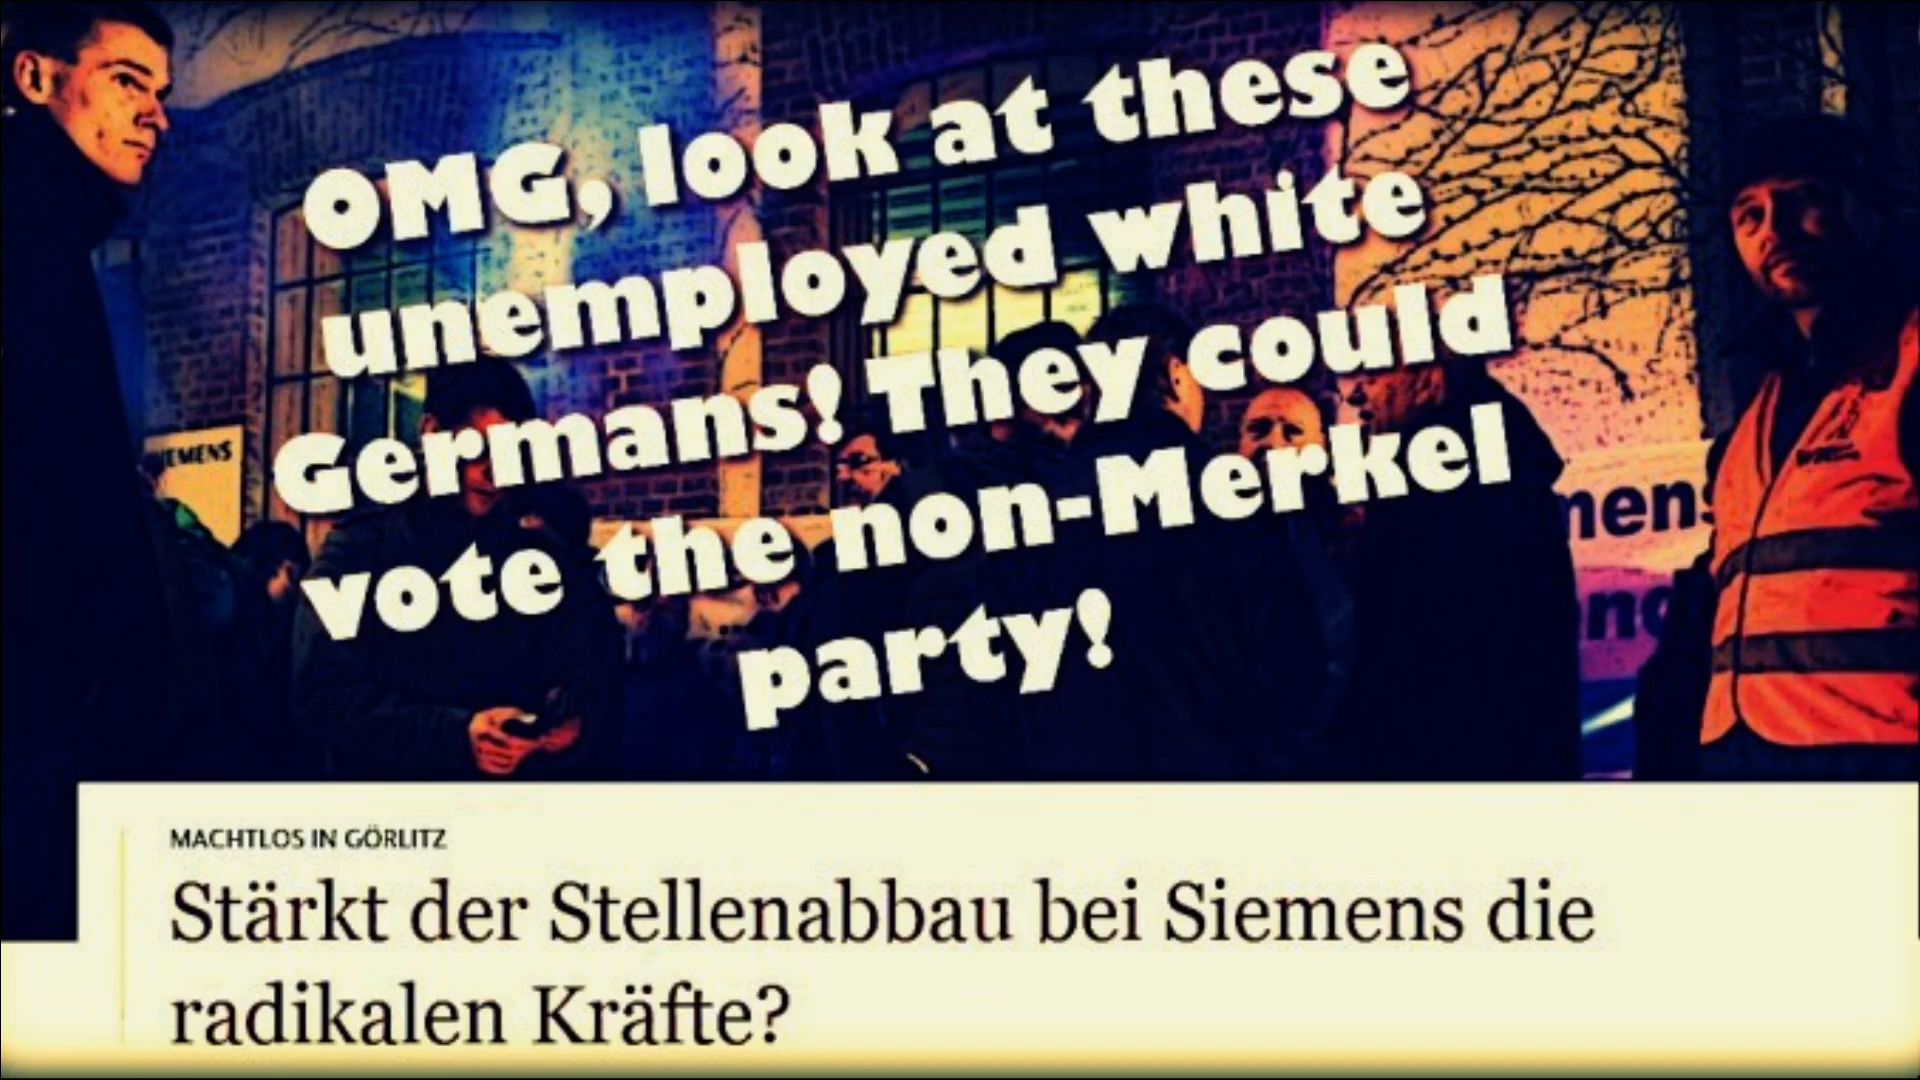 OMG, look at these
unemployed white
Germans! They could
vote the non-Merkel
party!
EMENS
MACHTLOS IN GÖRLITZ
Stärkt der Stellenabbau bei Siemens die
radikalen Kräfte?